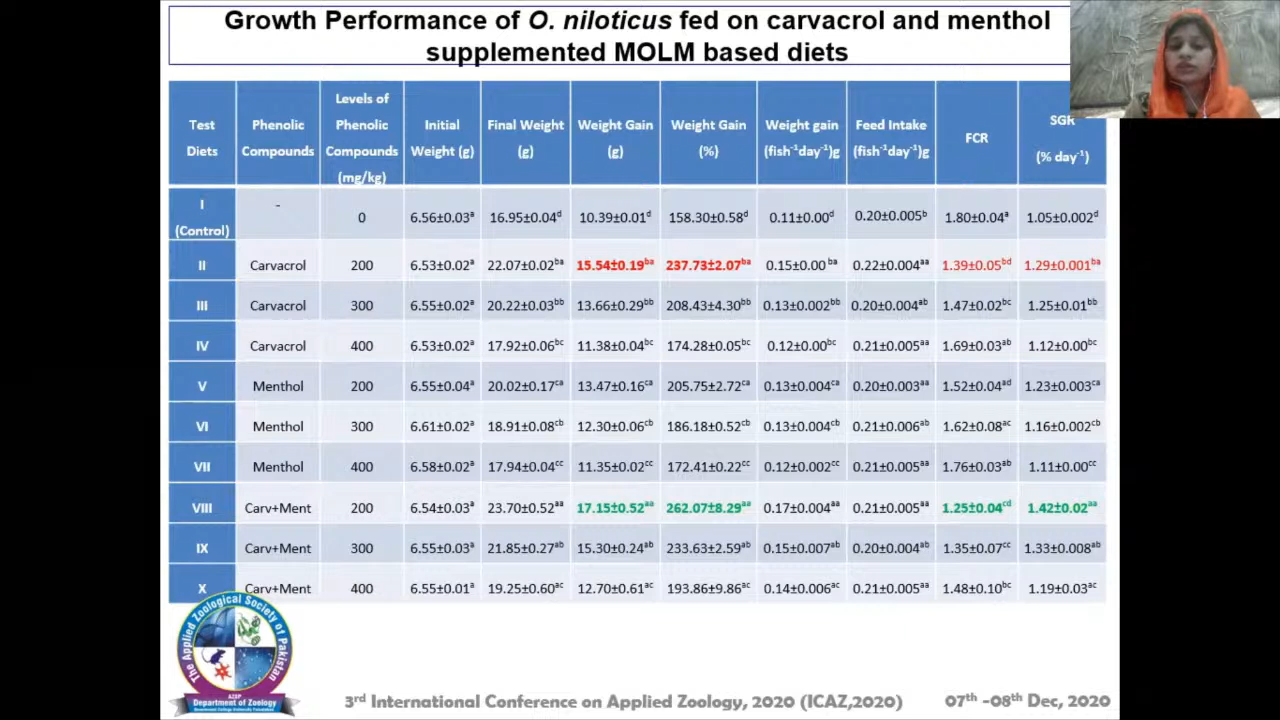 Growth Performance of O. niloticus fed on carvacrol and menthol
supplemented MOLM based diets
Test Diets | Phenolic Compounds | Levels of Phenolic Compounds (mg/kg) | Initial Weight (g) | Final Weight (g) | Weight Gain (g) | Weight Gain (%) | Weight gain (fish⁻¹day⁻¹)g | Feed Intake (fish⁻¹day⁻¹)g | FCR | SGR (% day⁻¹)
I (Control) | - | 0 | 6.56±0.03ᵃ | 16.95±0.04ᵈ | 10.39±0.01ᵈ | 158.30±0.58ᵈ | 0.11±0.00ᵈ | 0.20±0.005ᵇ | 1.80±0.04ᵃ | 1.05±0.002ᵈ
II | Carvacrol | 200 | 6.53±0.02ᵃ | 22.07±0.02ᵇᵃ | 15.54±0.19ᵇᵃ | 237.73±2.07ᵇᵃ | 0.15±0.00 ᵇᵃ | 0.22±0.004ᵃᵃ | 1.39±0.05ᵇᵈ | 1.29±0.001ᵇᵃ
III | Carvacrol | 300 | 6.55±0.02ᵃ | 20.22±0.03ᵇᵇ | 13.66±0.29ᵇᵇ | 208.43±4.30ᵇᵇ | 0.13±0.002ᵇᵇ | 0.20±0.004ᵃᵇ | 1.47±0.02ᵇᶜ | 1.25±0.01ᵇᵇ
IV | Carvacrol | 400 | 6.53±0.02ᵃ | 17.92±0.06ᵇᶜ | 11.38±0.04ᵇᶜ | 174.28±0.05ᵇᶜ | 0.12±0.00ᵇᶜ | 0.21±0.005ᵃᵃ | 1.69±0.03ᵃᵇ | 1.12±0.00ᵇᶜ
V | Menthol | 200 | 6.55±0.04ᵃ | 20.02±0.17ᶜᵃ | 13.47±0.16ᶜᵃ | 205.75±2.72ᶜᵃ | 0.13±0.004ᶜᵃ | 0.20±0.003ᵃᵃ | 1.52±0.04ᵃᵈ | 1.23±0.003ᶜᵃ
VI | Menthol | 300 | 6.61±0.02ᵃ | 18.91±0.08ᶜᵇ | 12.30±0.06ᶜᵇ | 186.18±0.52ᶜᵇ | 0.13±0.004ᶜᵇ | 0.21±0.006ᵃᵇ | 1.62±0.08ᵃᶜ | 1.16±0.002ᶜᵇ
VII | Menthol | 400 | 6.58±0.02ᵃ | 17.94±0.04ᶜᶜ | 11.35±0.02ᶜᶜ | 172.41±0.22ᶜᶜ | 0.12±0.002ᶜᶜ | 0.21±0.005ᵃᵃ | 1.76±0.03ᵃᵇ | 1.11±0.00ᶜᶜ
VIII | Carv+Ment | 200 | 6.54±0.03ᵃ | 23.70±0.52ᵃᵃ | 17.15±0.52ᵃᵃ | 262.07±8.29ᵃᵃ | 0.17±0.004ᵃᵃ | 0.21±0.005ᵃᵃ | 1.25±0.04ᶜᵈ | 1.42±0.02ᵃᵃ
IX | Carv+Ment | 300 | 6.55±0.03ᵃ | 21.85±0.27ᵃᵇ | 15.30±0.24ᵃᵇ | 233.63±2.59ᵃᵇ | 0.15±0.007ᵃᵇ | 0.20±0.004ᵃᵇ | 1.35±0.07ᶜᶜ | 1.33±0.008ᵃᵇ
X | Carv+Ment | 400 | 6.55±0.01ᵃ | 19.25±0.60ᵃᶜ | 12.70±0.61ᵃᶜ | 193.86±9.86ᵃᶜ | 0.14±0.006ᵃᶜ | 0.21±0.005ᵃᵃ | 1.48±0.10ᵇᶜ | 1.19±0.03ᵃᶜ
The Applied Zoological Society of Pakistan
AZSP
Department of Zoology
3ʳᵈ International Conference on Applied Zoology, 2020 (ICAZ,2020) 07ᵗʰ -08ᵗʰ Dec, 2020